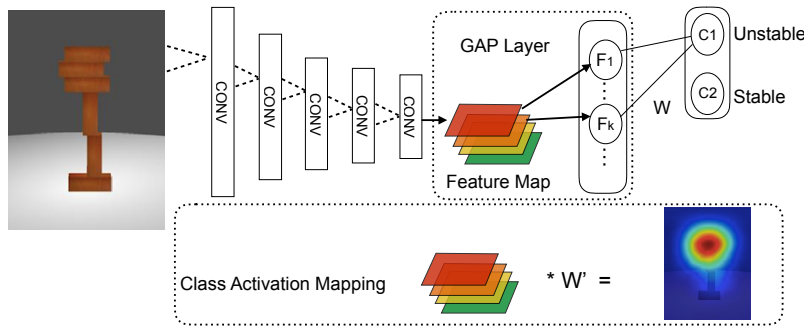 GAP Layer
F1
C1
Unstable
CONV
CONV
CONV
CONV
CONV
Fk
W
C2
Stable
Feature Map
Class Activation Mapping
* W' =